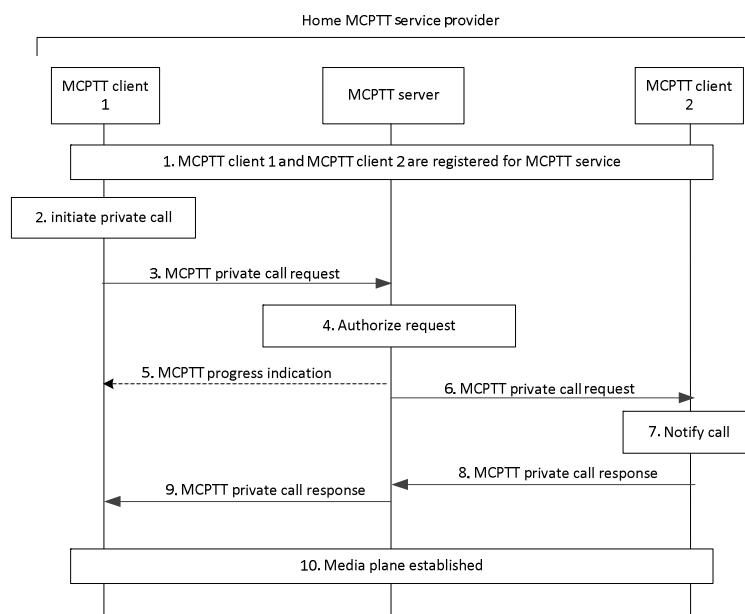 Home MCPTT service provider
MCPTT client
1
MCPTT server
MCPTT client
2
1. MCPTT client 1 and MCPTT client 2 are registered for MCPTT service
2. initiate private call
3. MCPTT private call request
4. Authorize request
5. MCPTT progress indication
6. MCPTT private call request
7. Notify call
8. MCPTT private call response
9. MCPTT private call response
10. Media plane established